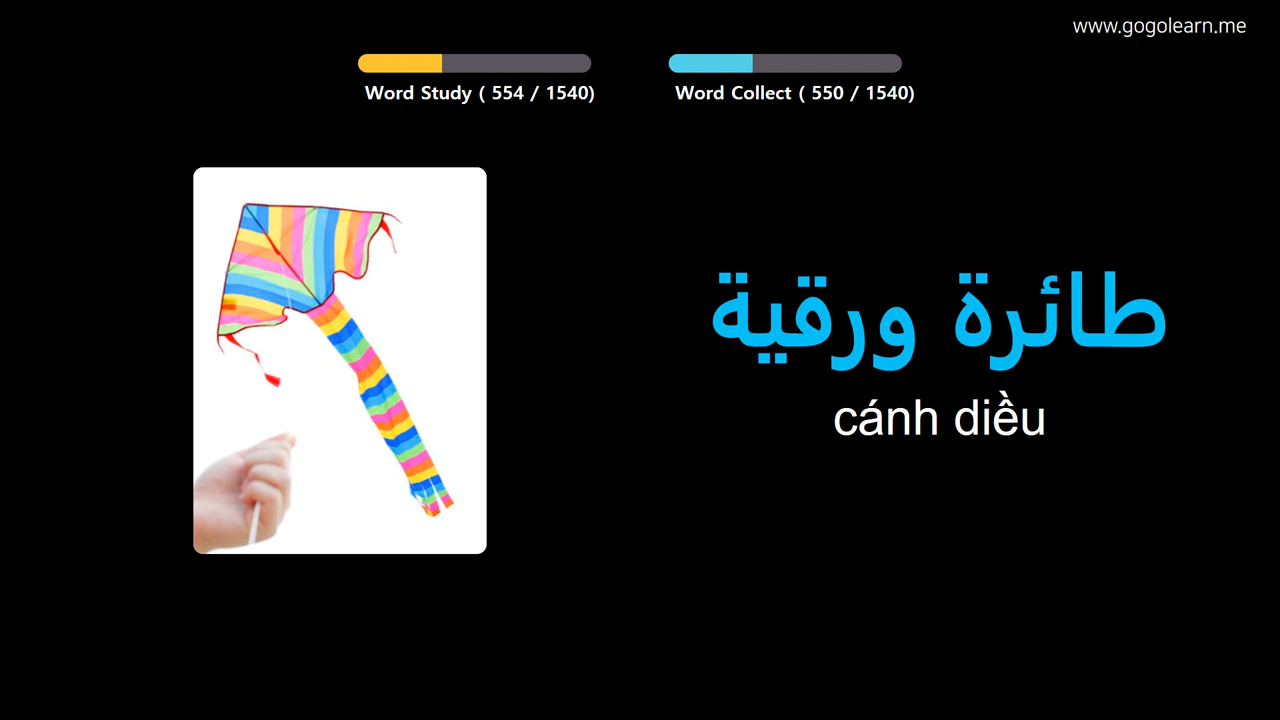 www.gogolearn.me
Word Study ( 554 / 1540)
Word Collect ( 550 / 1540)
طائرة ورقية
cánh diều